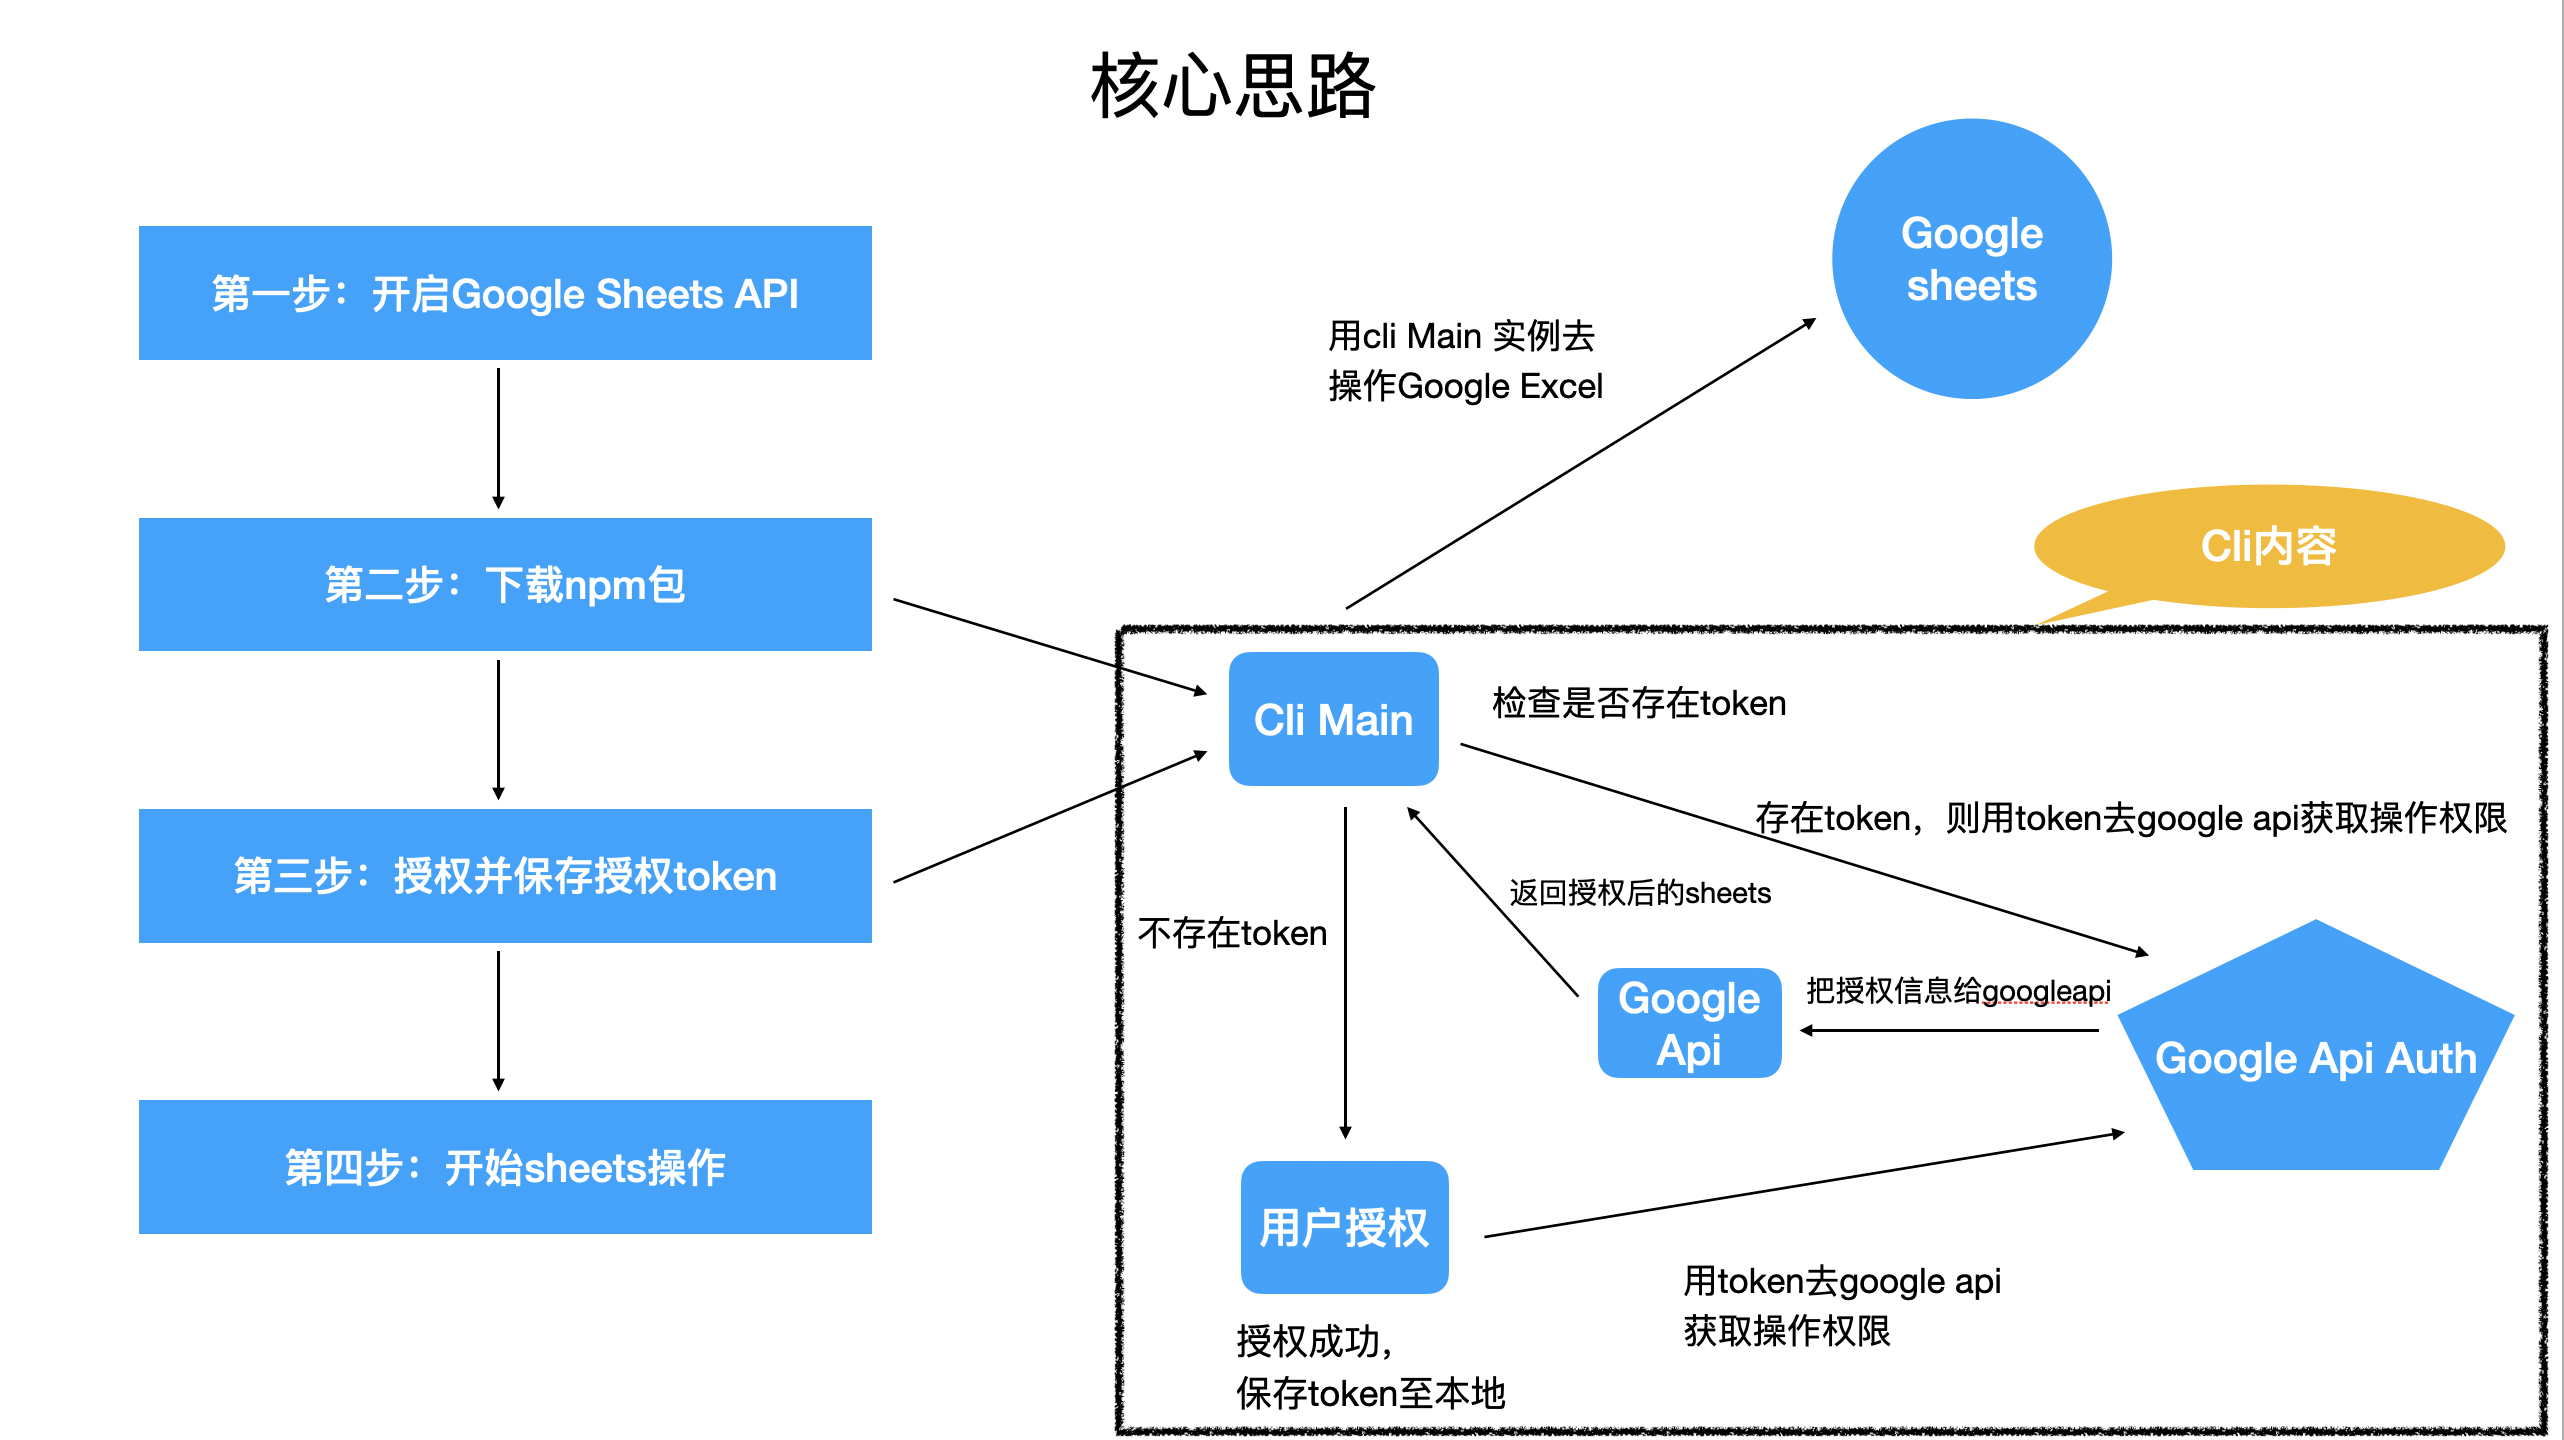 核心思路
第一步：开启Google Sheets API
第二步：下载npm包
第三步：授权并保存授权token
第四步：开始sheets操作
Google
sheets
用cli Main 实例去
操作Google Excel
Cli内容
Cli Main
检查是否存在token
存在token，则用token去google api获取操作权限
返回授权后的sheets
不存在token
Google
Api
把授权信息给googleapi
Google Api Auth
用户授权
用token去google api
获取操作权限
授权成功，
保存token至本地